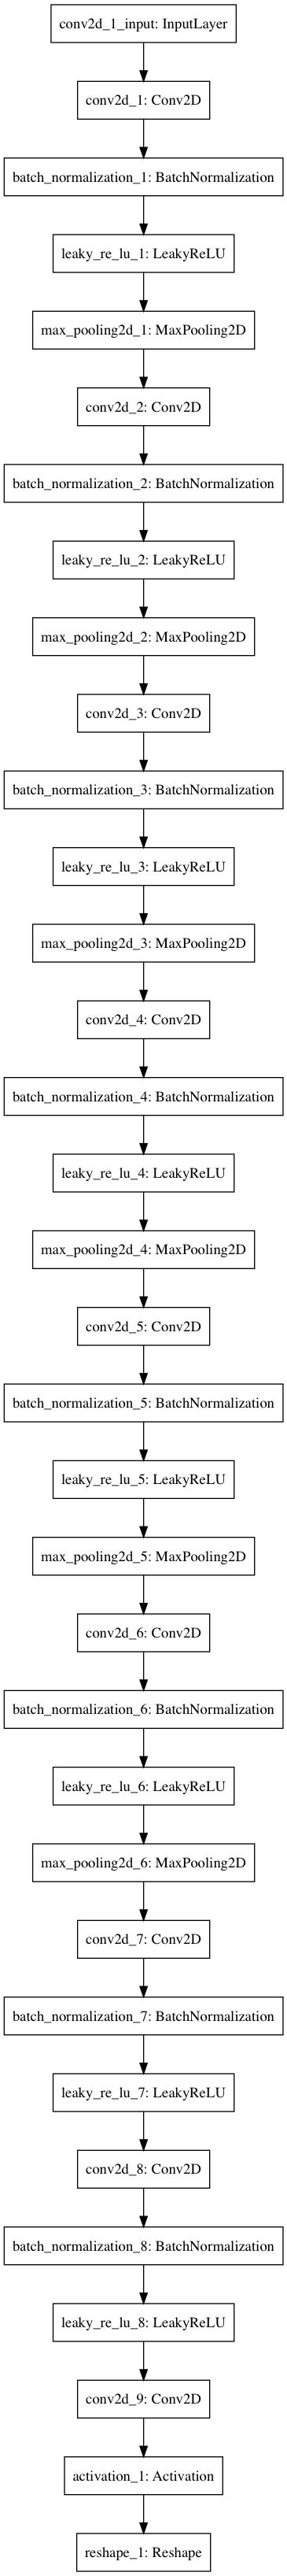 conv2d_1_input: InputLayer
conv2d_1: Conv2D
batch_normalization_1: BatchNormalization
leaky_re_lu_1: LeakyReLU
max_pooling2d_1: MaxPooling2D
conv2d_2: Conv2D
batch_normalization_2: BatchNormalization
leaky_re_lu_2: LeakyReLU
max_pooling2d_2: MaxPooling2D
conv2d_3: Conv2D
batch_normalization_3: BatchNormalization
leaky_re_lu_3: LeakyReLU
max_pooling2d_3: MaxPooling2D
conv2d_4: Conv2D
batch_normalization_4: BatchNormalization
leaky_re_lu_4: LeakyReLU
max_pooling2d_4: MaxPooling2D
conv2d_5: Conv2D
batch_normalization_5: BatchNormalization
leaky_re_lu_5: LeakyReLU
max_pooling2d_5: MaxPooling2D
conv2d_6: Conv2D
batch_normalization_6: BatchNormalization
leaky_re_lu_6: LeakyReLU
max_pooling2d_6: MaxPooling2D
conv2d_7: Conv2D
batch_normalization_7: BatchNormalization
leaky_re_lu_7: LeakyReLU
conv2d_8: Conv2D
batch_normalization_8: BatchNormalization
leaky_re_lu_8: LeakyReLU
conv2d_9: Conv2D
activation_1: Activation
reshape_1: Reshape